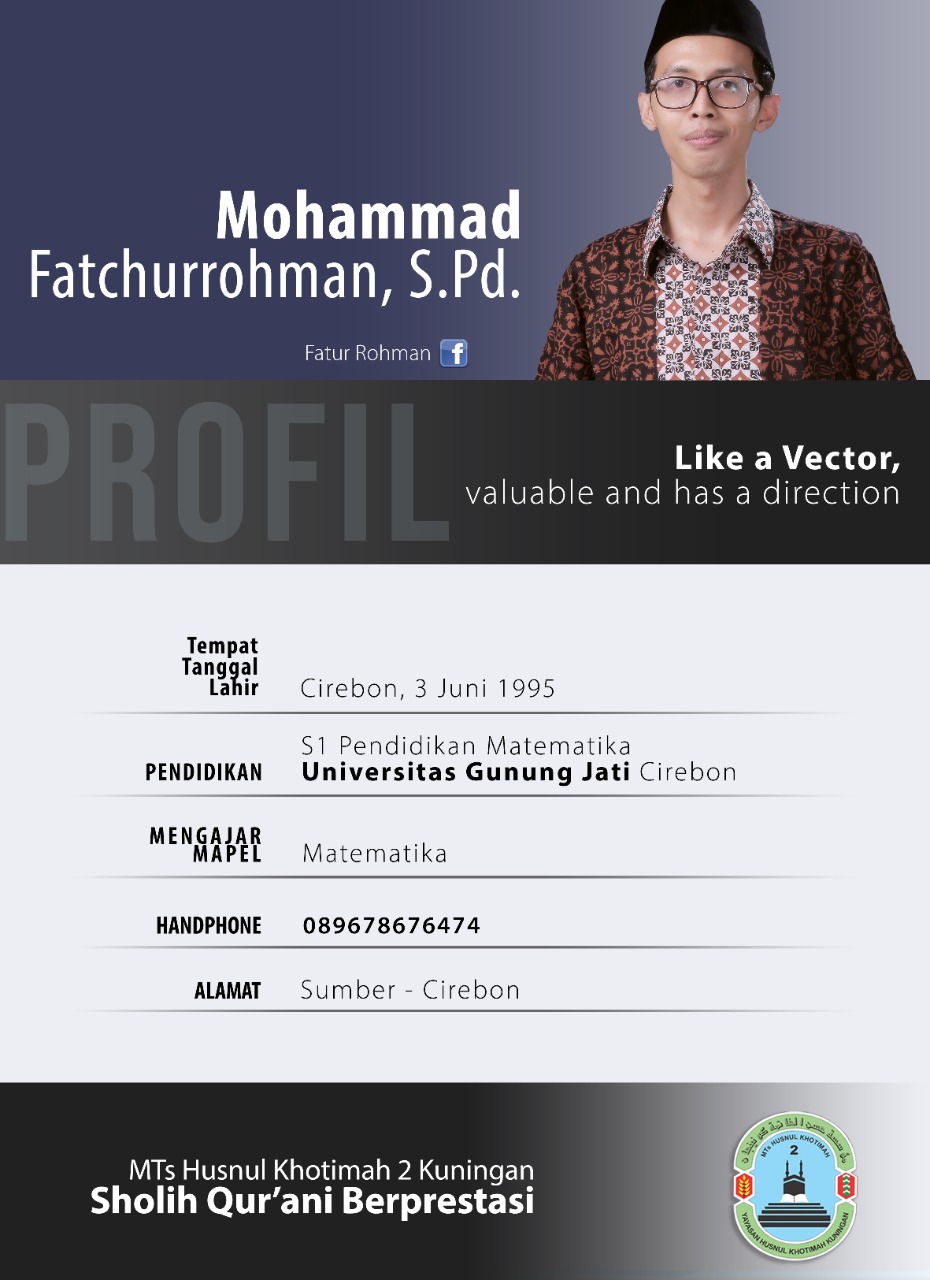 Mohammad
Fatchurrohman, S.Pd.
Fatur Rohman f
PROFIL
Like a Vector,
valuable and has a direction
Tempat
Tanggal
Lahir
Cirebon, 3 Juni 1995
S1 Pendidikan Matematika
PENDIDIKAN Universitas Gunung Jati Cirebon
MENGAJAR
MAPEL Matematika
HANDPHONE 089678676474
ALAMAT Sumber - Cirebon
MTs Husnul Khotimah 2 Kuningan
Sholih Qur'ani Berprestasi
MTs HUSNUL KHOTIMAH
2
YAYASAN HUSNUL KHOTIMAH KUNINGAN